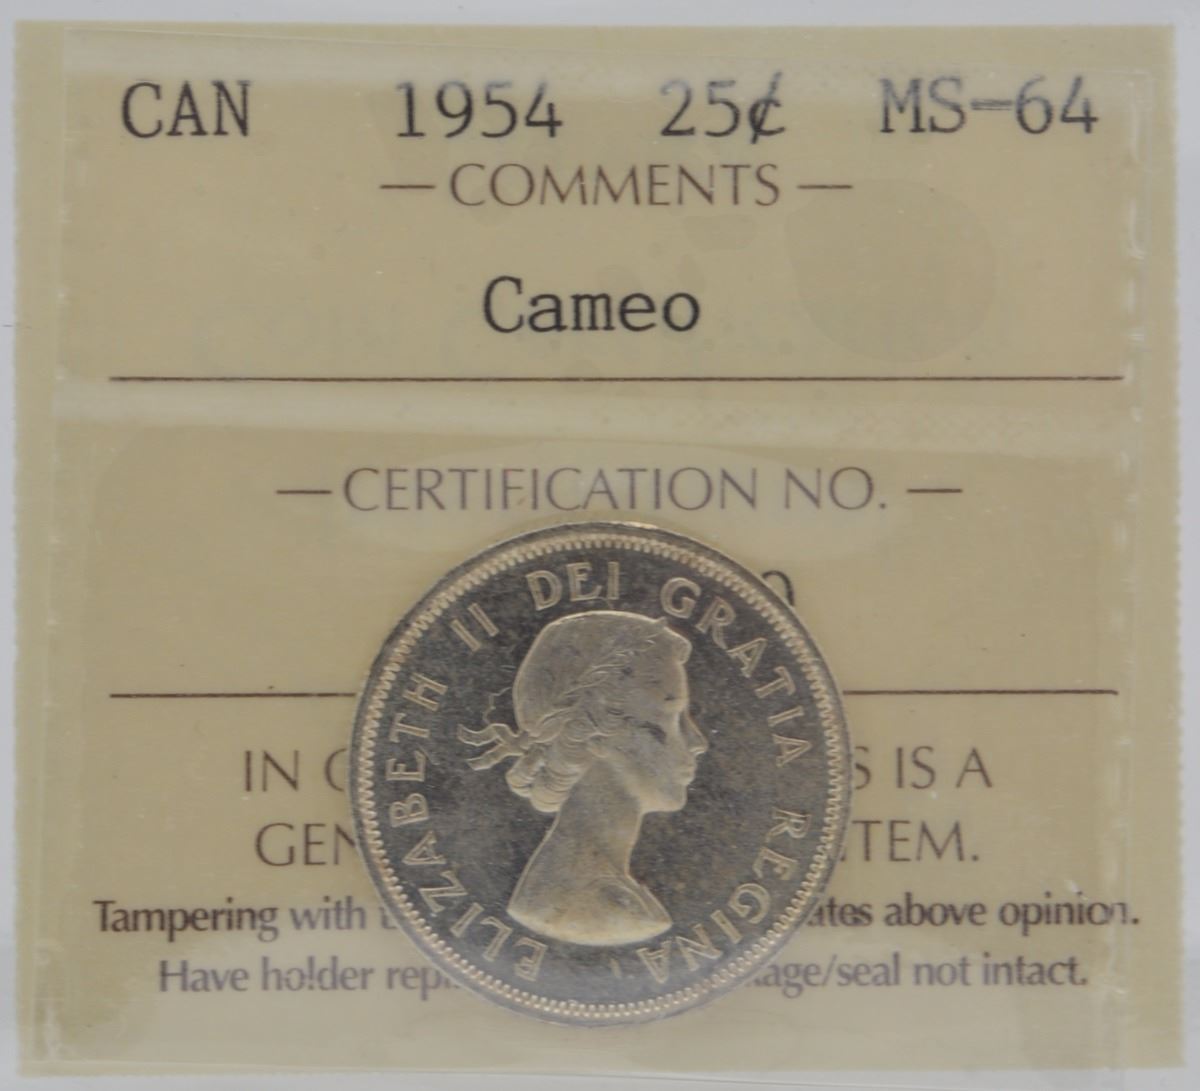 CAN 1954 25¢ MS-64
— COMMENTS —
Cameo
— CERTIFICATION NO. —
ELIZABETH II DEI GRATIA REGINA
IN S IS A
GEN TEM.
Tampering with ates above opinion.
Have holder rep age/seal not intact.